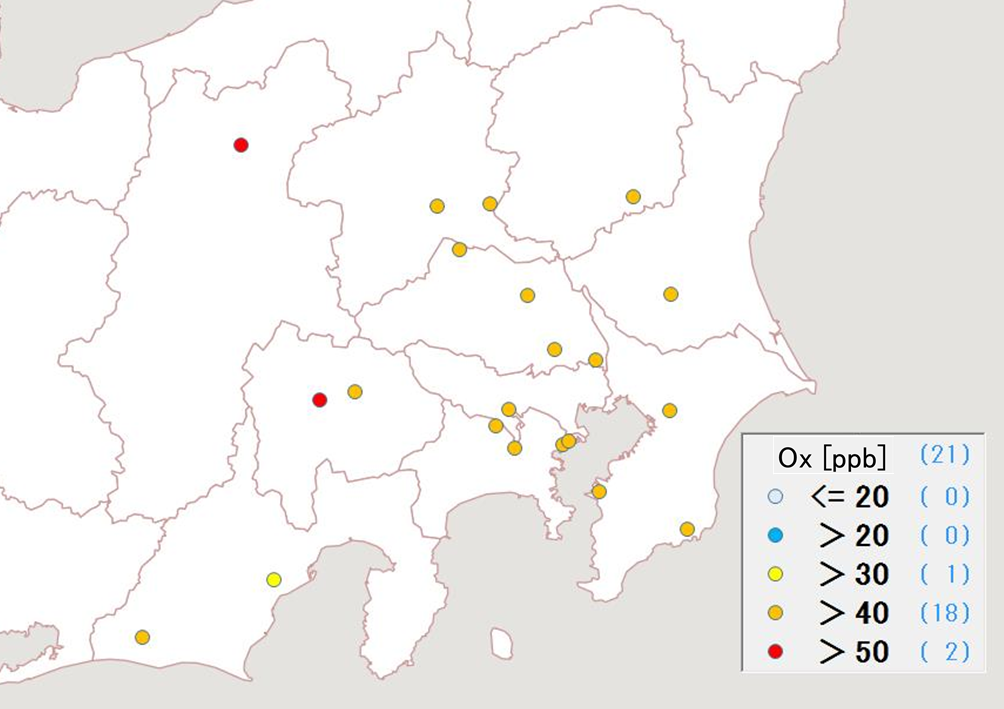 Ox [ppb] (21)
<= 20 ( 0)
> 20 ( 0)
> 30 ( 1)
> 40 (18)
> 50 ( 2)